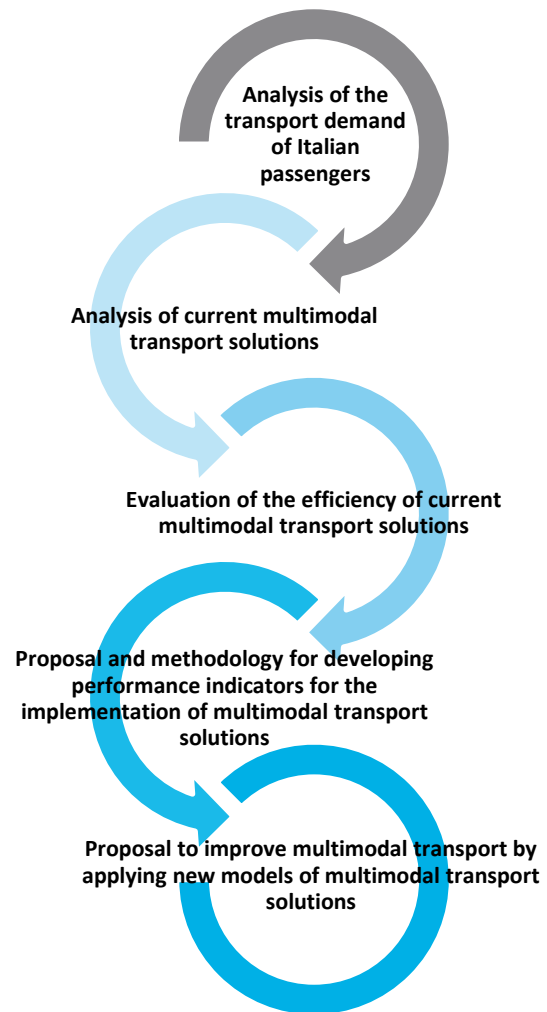 Analysis of the
transport demand
of Italian
passengers
Analysis of current multimodal
transport solutions
Evaluation of the efficiency of current
multimodal transport solutions
Proposal and methodology for developing
performance indicators for the
implementation of multimodal transport
solutions
Proposal to improve multimodal transport by
applying new models of multimodal transport
solutions